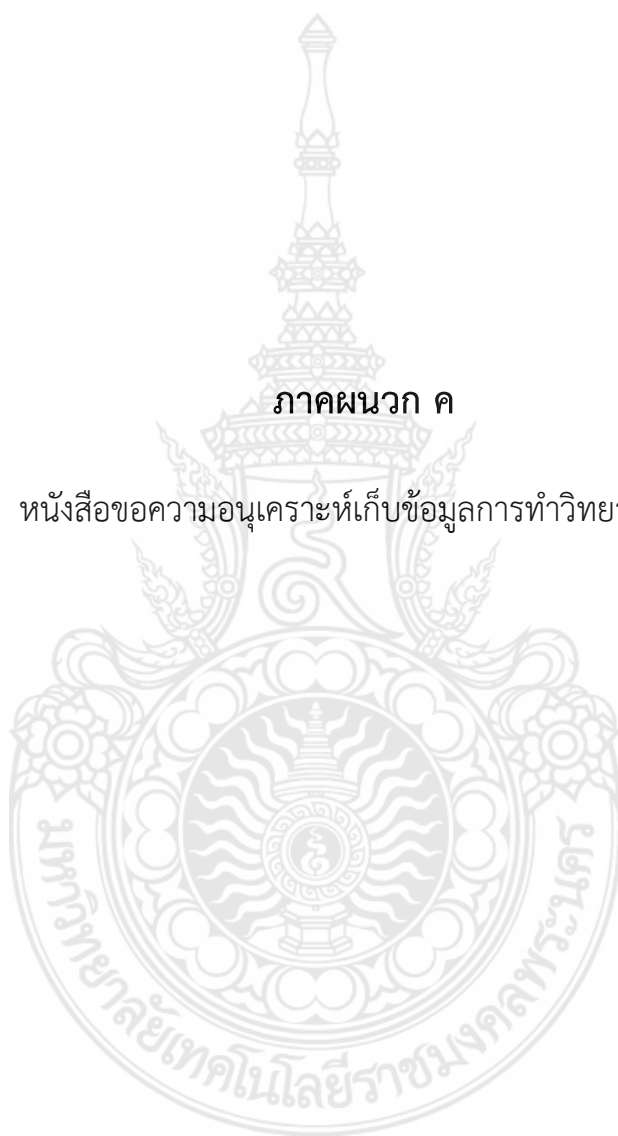 ภาคผนวก ค
หนังสือขอความอนุเคราะห์เก็บข้อมูลการทำวิทยา
มหาวิทยาลัยเทคโนโลยีราชมงคลพระนคร